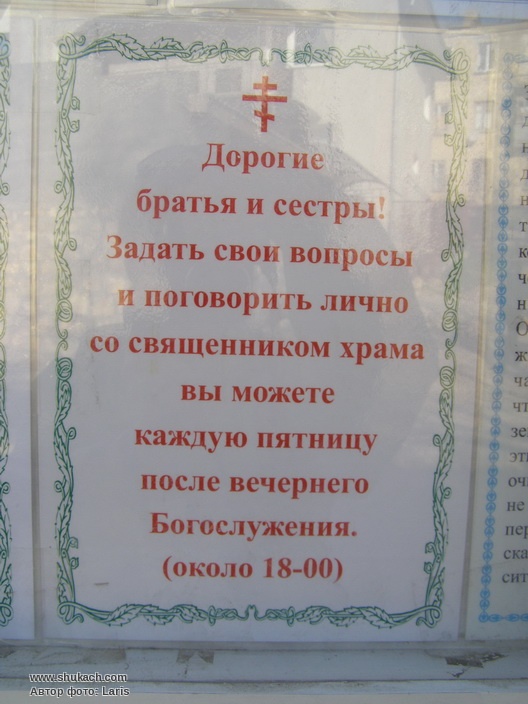 Дорогие
братья и сестры!
Задать свои вопросы
и поговорить лично
со священником храма
вы можете
каждую пятницу
после вечернего
Богослужения.
(около 18-00)
www.shukach.com
Автор фото: Laris